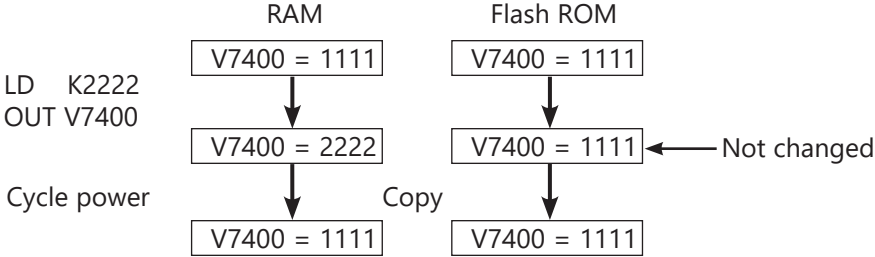 RAM Flash ROM
V7400 = 1111 V7400 = 1111
LD K2222
OUT V7400
V7400 = 2222 V7400 = 1111 Not changed
Cycle power Copy
V7400 = 1111 V7400 = 1111